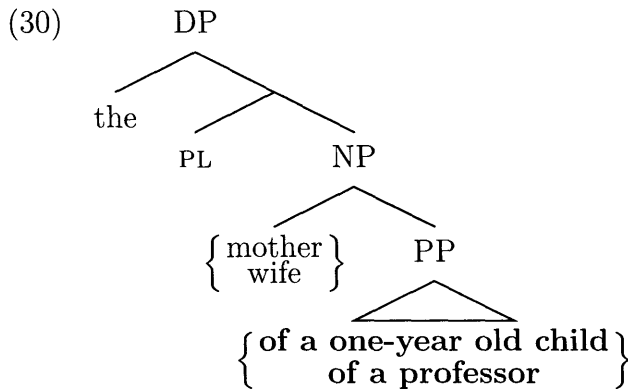 (30) DP
the
PL NP
{ mother
wife } PP
{ of a one-year old child
of a professor }